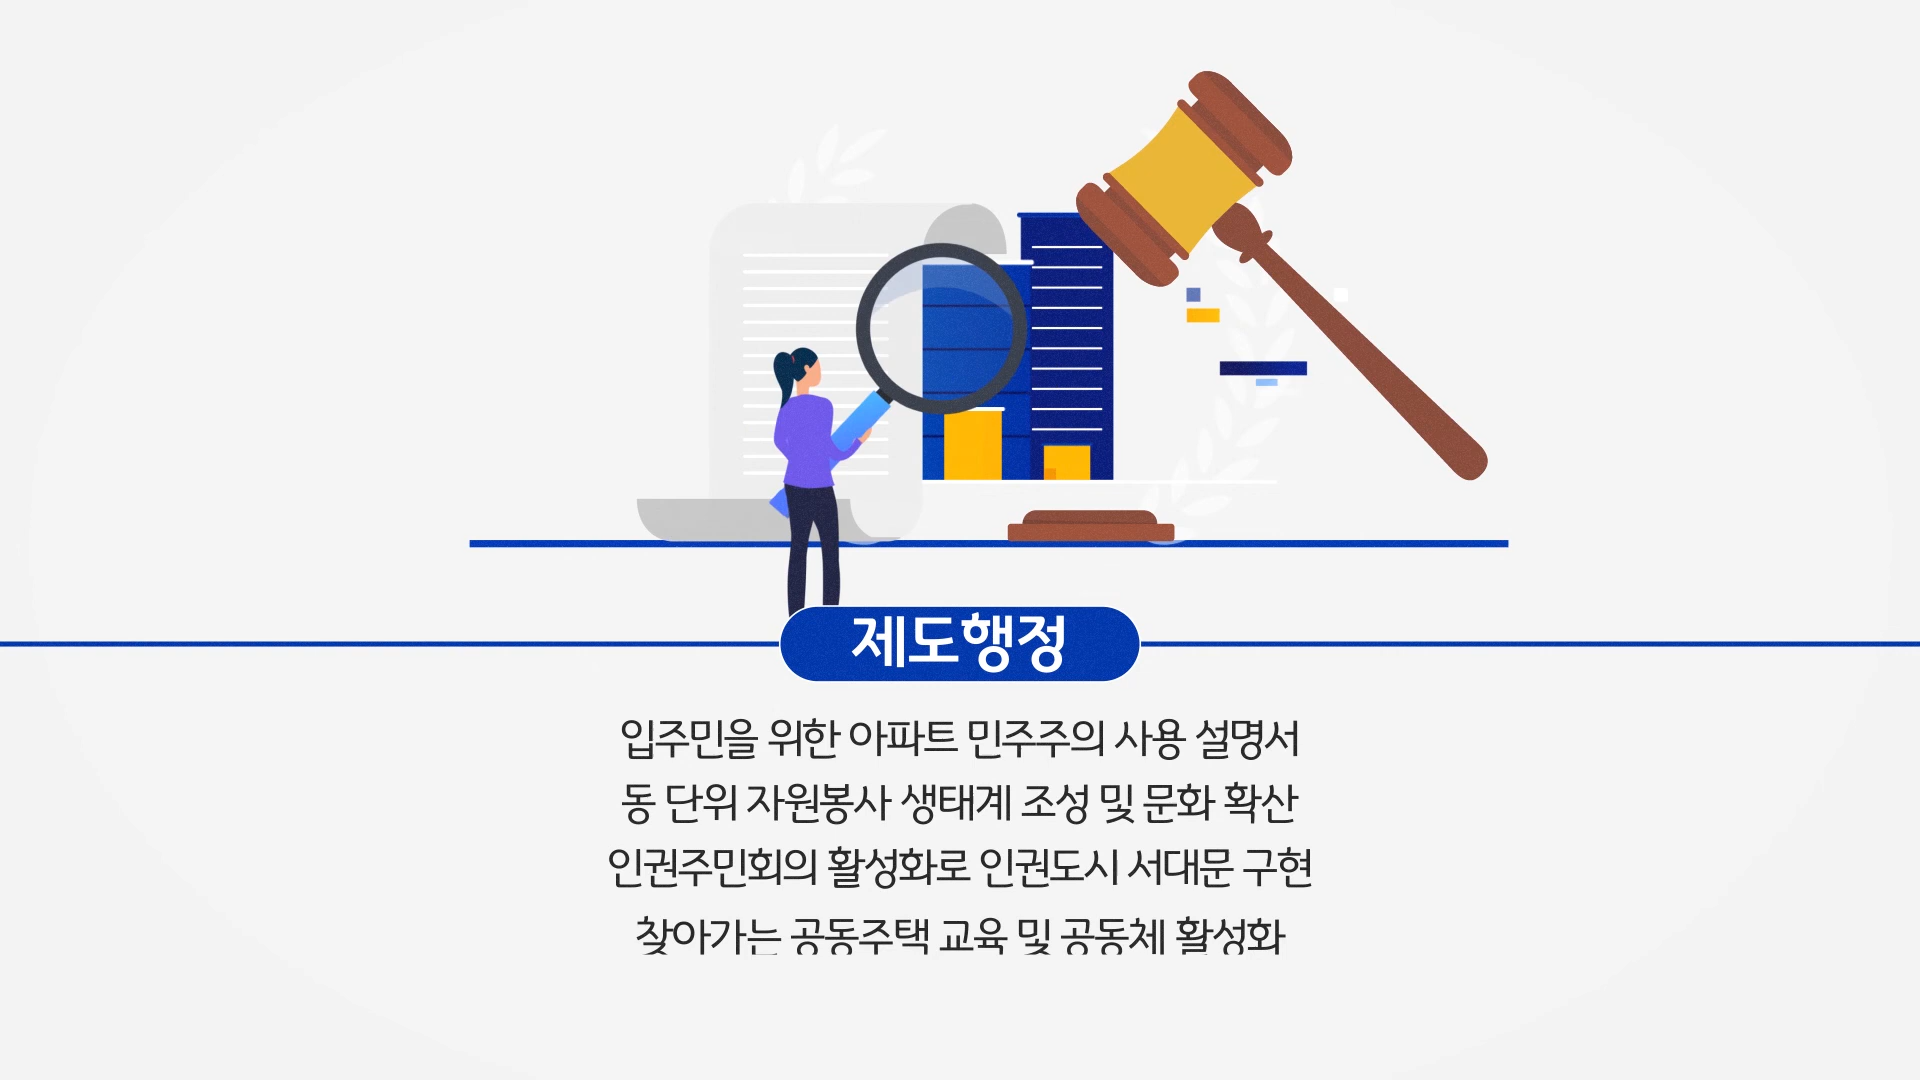 제도행정
입주민을 위한 아파트 민주주의 사용 설명서
동 단위 자원봉사 생태계 조성 및 문화 확산
인권주민회의 활성화로 인권도시 서대문 구현
찾아가는 공동주택 교육 및 공동체 활성화